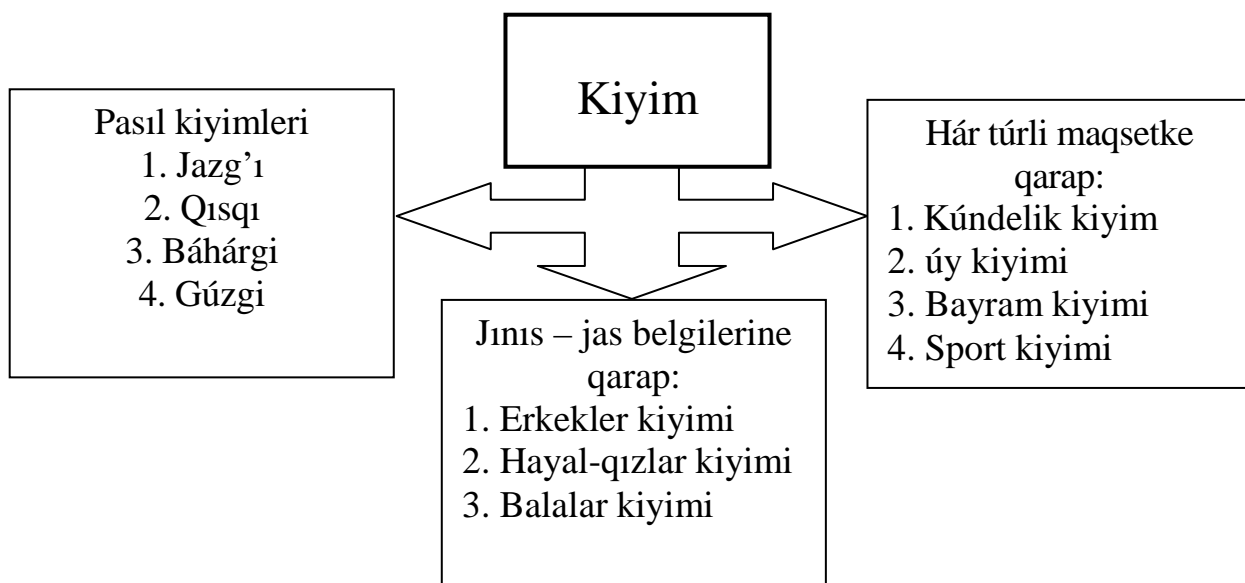 Kiyim
Pasıl kiyimleri
1. Jazg’ı
2. Qısqı
3. Báhárgi
4. Gúzgi
Hár túrli maqsetke
qarap:
1. Kúndelik kiyim
2. úy kiyimi
3. Bayram kiyimi
4. Sport kiyimi
Jınıs – jas belgilerine
qarap:
1. Erkekler kiyimi
2. Hayal-qızlar kiyimi
3. Balalar kiyimi